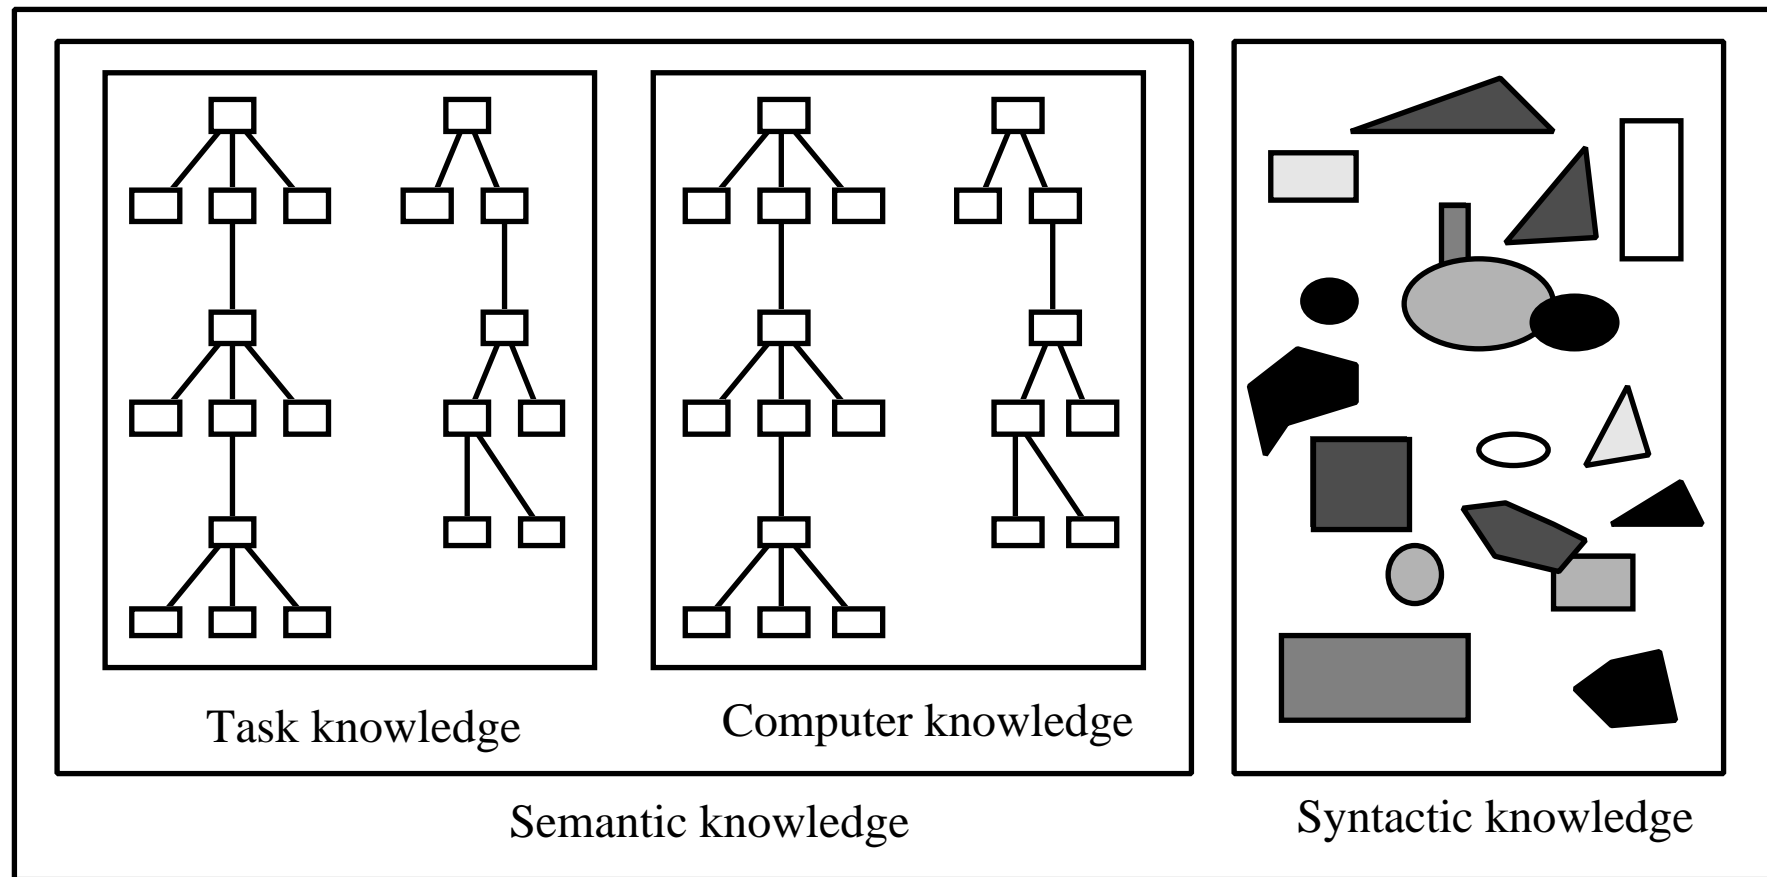 Task knowledge
Computer knowledge
Semantic knowledge
Syntactic knowledge